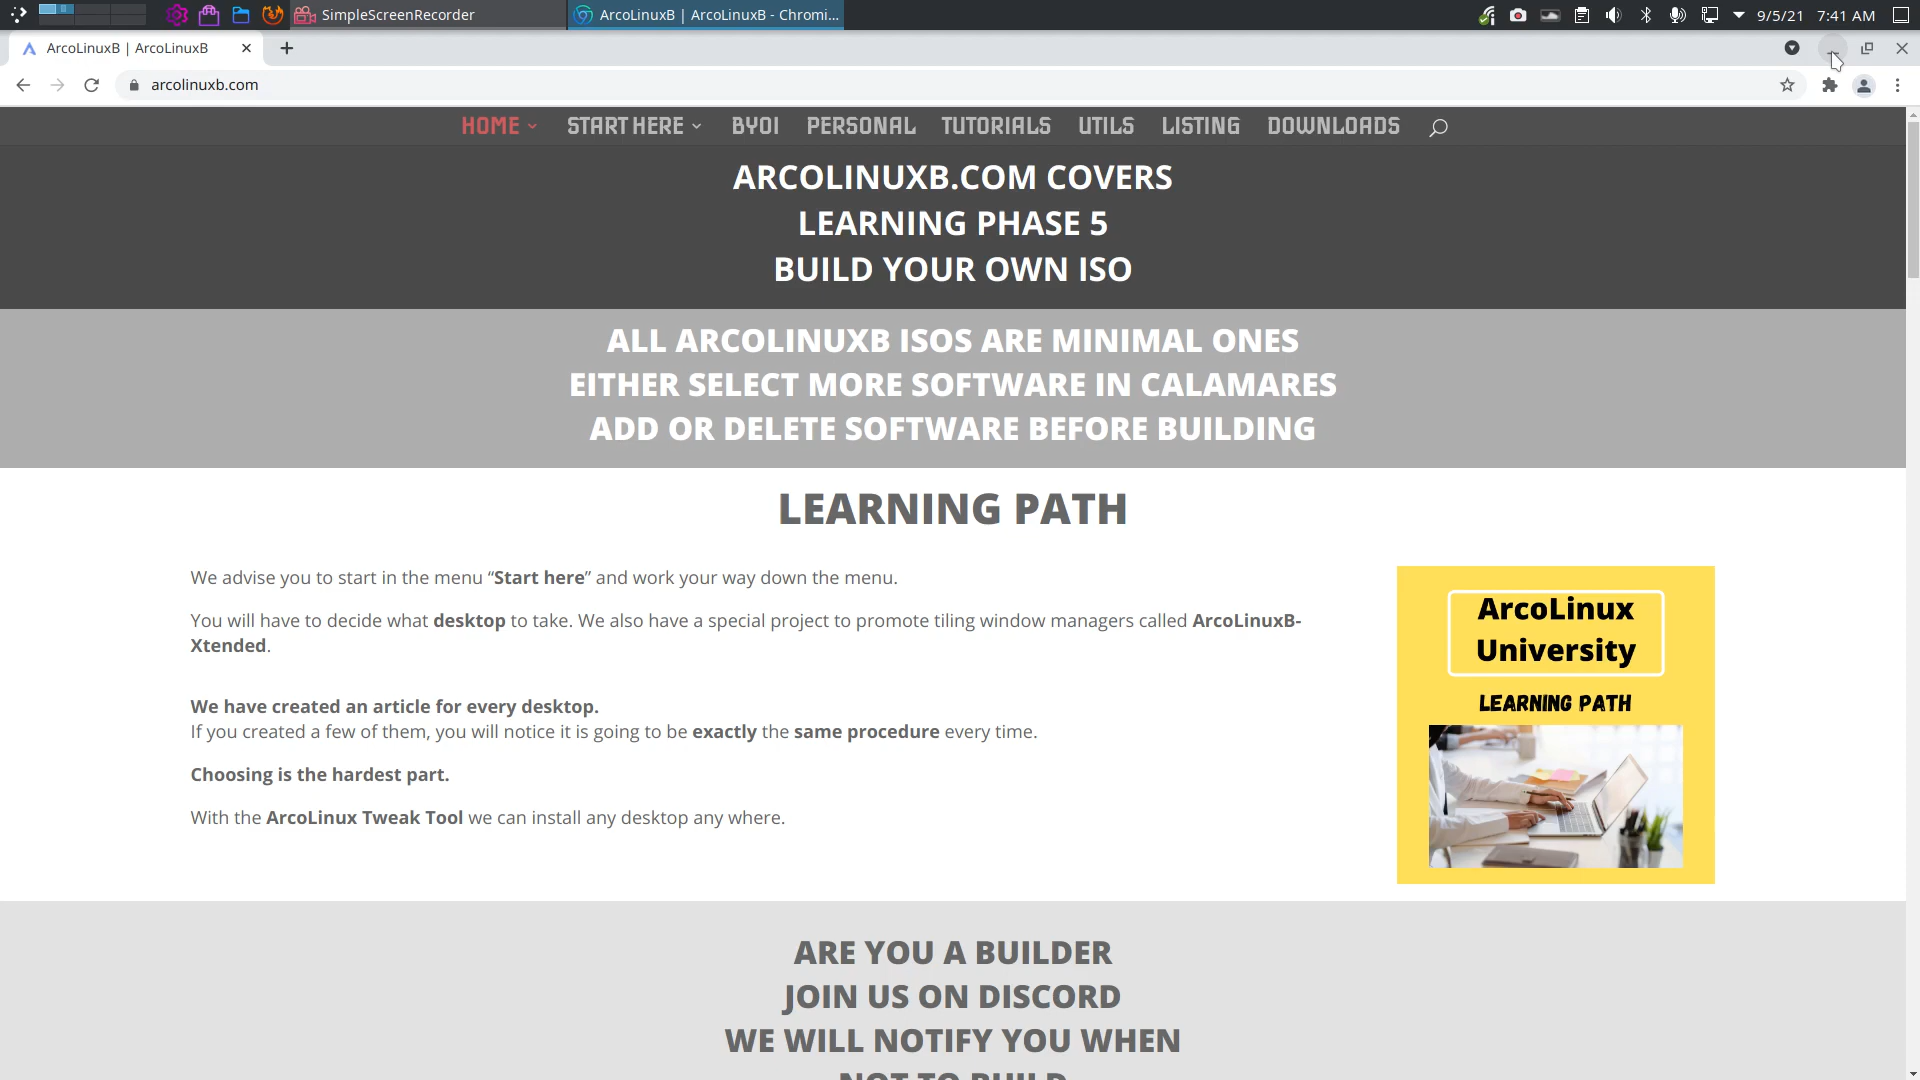 SimpleScreenRecorder
ArcoLinuxB | ArcoLinuxB - Chromi...
9/5/21 7:41 AM
ArcoLinuxB | ArcoLinuxB
arcolinuxb.com
HOME START HERE BYOI PERSONAL TUTORIALS UTILS LISTING DOWNLOADS
ARCOLINUXB.COM COVERS
LEARNING PHASE 5
BUILD YOUR OWN ISO
ALL ARCOLINUXB ISOS ARE MINIMAL ONES
EITHER SELECT MORE SOFTWARE IN CALAMARES
ADD OR DELETE SOFTWARE BEFORE BUILDING
LEARNING PATH
We advise you to start in the menu “Start here” and work your way down the menu.
You will have to decide what desktop to take. We also have a special project to promote tiling window managers called ArcoLinuxB-
Xtended.
We have created an article for every desktop.
If you created a few of them, you will notice it is going to be exactly the same procedure every time.
Choosing is the hardest part.
With the ArcoLinux Tweak Tool we can install any desktop any where.
ArcoLinux
University
LEARNING PATH
ARE YOU A BUILDER
JOIN US ON DISCORD
WE WILL NOTIFY YOU WHEN
NOT TO BUILD